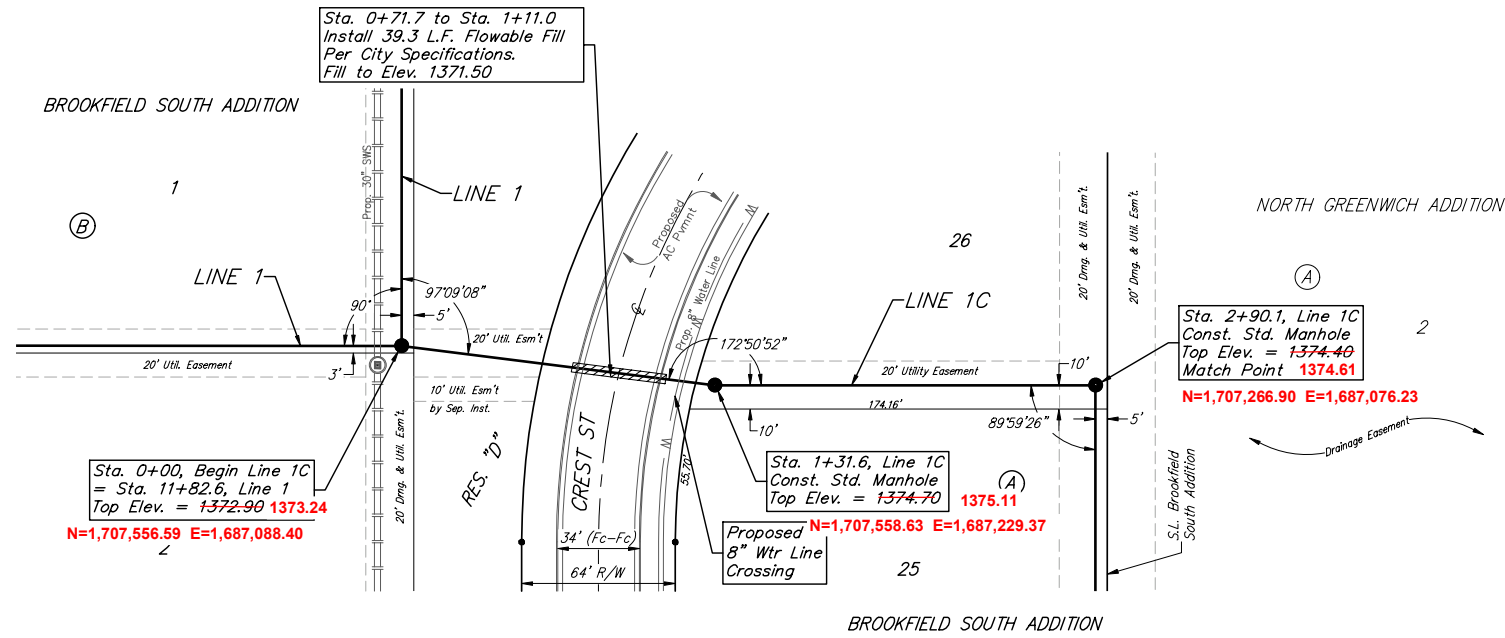 Sta. 0+71.7 to Sta. 1+11.0
Install 39.3 L.F. Flowable Fill
Per City Specifications.
Fill to Elev. 1371.50
BROOKFIELD SOUTH ADDITION
1
B
Prop. 30" SWS
LINE 1
LINE 1
90'
97°09'08"
5'
20' Util. Esm't
20' Util. Easement
3'
10' Util. Esm't
by Sep. Inst.
20' Drng. & Util. Esm't.
Sta. 0+00, Begin Line 1C
= Sta. 11+82.6, Line 1
Top Elev. = 1372.90 1373.24
N=1,707,556.59 E=1,687,088.40
RES. "D"
CREST ST
34' (Fc-Fc)
64' R/W
Proposed
AC Pvmnt
℄
Prop. 8" Water Line
W
W
W
55.70'
172°50'52"
LINE 1C
26
20' Utility Easement
10'
174.16'
10'
89°59'26"
5'
20' Drng. & Util. Esm't.
20' Drng. & Util. Esm't.
NORTH GREENWICH ADDITION
A
2
Sta. 2+90.1, Line 1C
Const. Std. Manhole
Top Elev. = 1374.40
Match Point 1374.61
N=1,707,266.90 E=1,687,076.23
Drainage Easement
S.L. Brookfield
South Addition
Sta. 1+31.6, Line 1C
Const. Std. Manhole
Top Elev. = 1374.70 1375.11
N=1,707,558.63 E=1,687,229.37
A
Proposed
8" Wtr Line
Crossing
25
BROOKFIELD SOUTH ADDITION